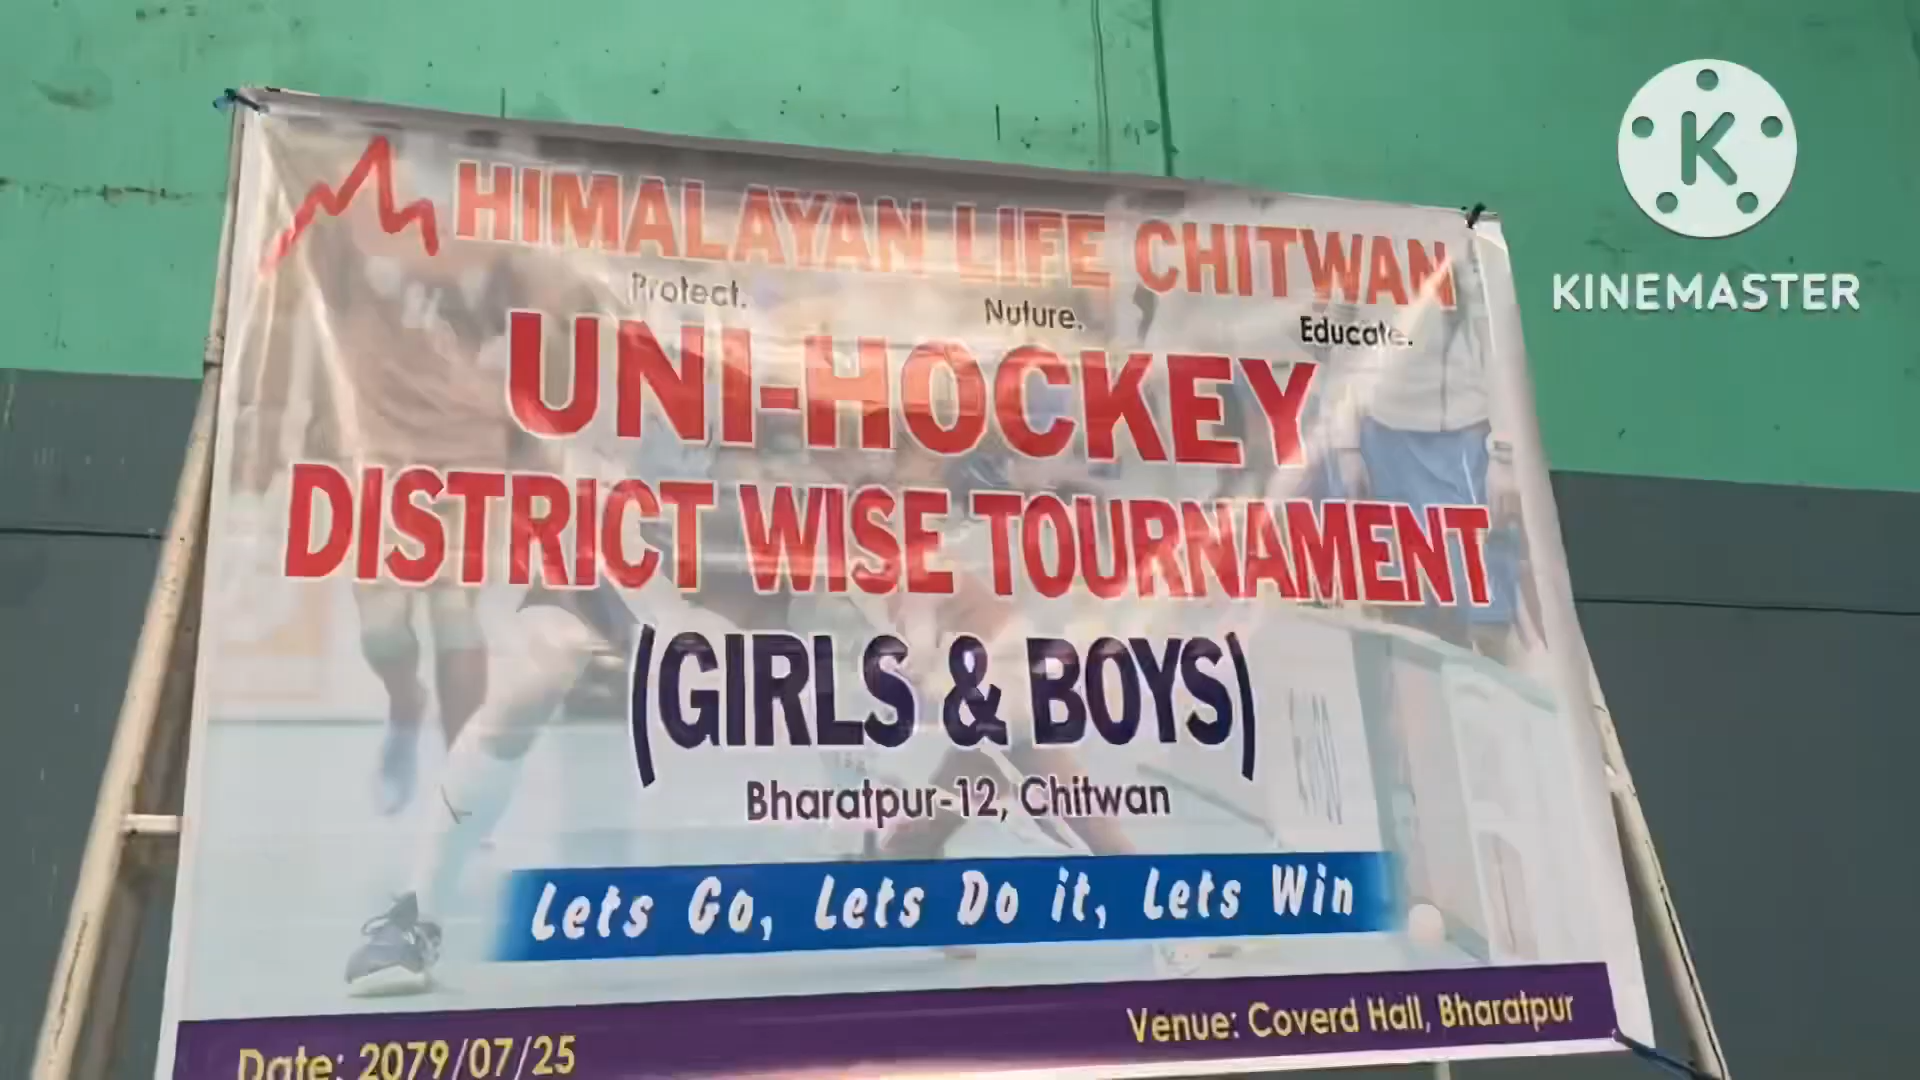 HIMALAYAN LIFE CHITWAN
Protect. Nuture. Educate.
UNI-HOCKEY
DISTRICT WISE TOURNAMENT
(GIRLS & BOYS)
Bharatpur-12, Chitwan
Lets Go, Lets Do it, Lets Win
Date: 2079/07/25
Venue: Coverd Hall, Bharatpur
K
KINEMASTER